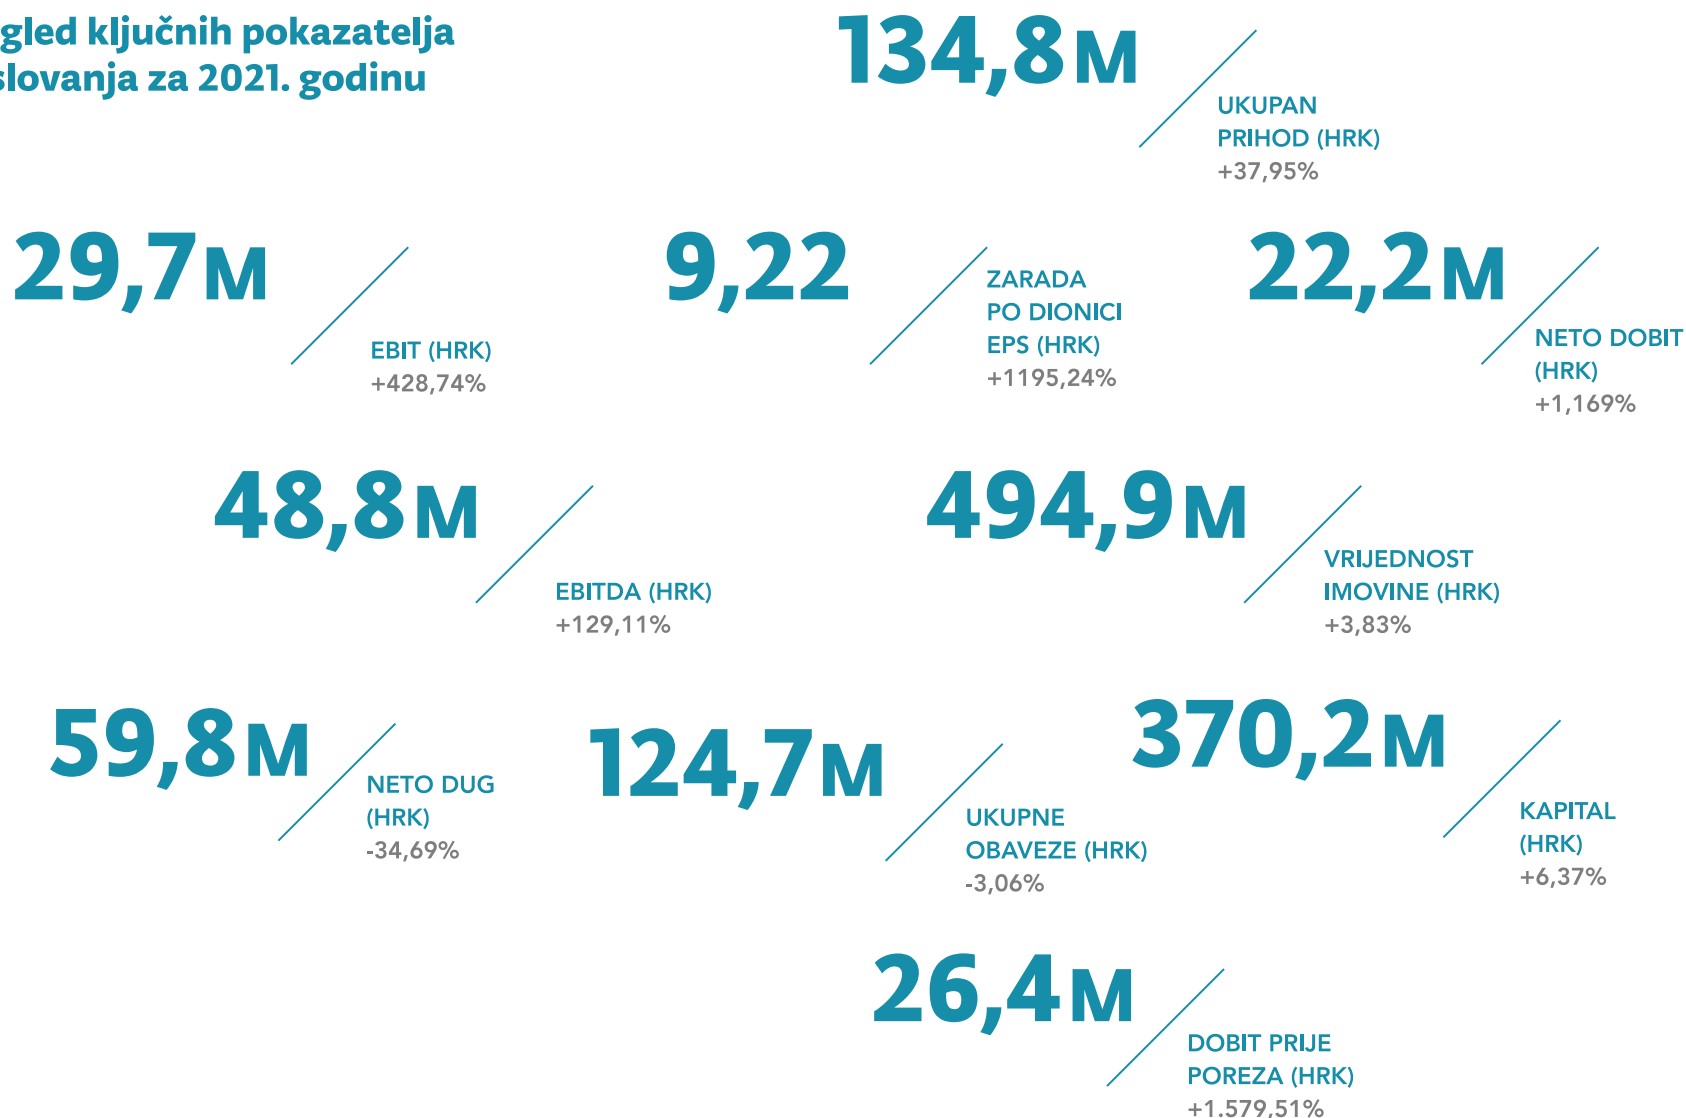 gled ključnih pokazatelja
slovanja za 2021. godinu
134,8M
UKUPAN
PRIHOD (HRK)
+37,95%
29,7M
EBIT (HRK)
+428,74%
9,22
ZARADA
PO DIONICI
EPS (HRK)
+1195,24%
22,2M
NETO DOBIT
(HRK)
+1,169%
48,8M
EBITDA (HRK)
+129,11%
494,9M
VRIJEDNOST
IMOVINE (HRK)
+3,83%
59,8M
NETO DUG
(HRK)
-34,69%
124,7M
UKUPNE
OBAVEZE (HRK)
-3,06%
370,2M
KAPITAL
(HRK)
+6,37%
26,4M
DOBIT PRIJE
POREZA (HRK)
+1.579,51%